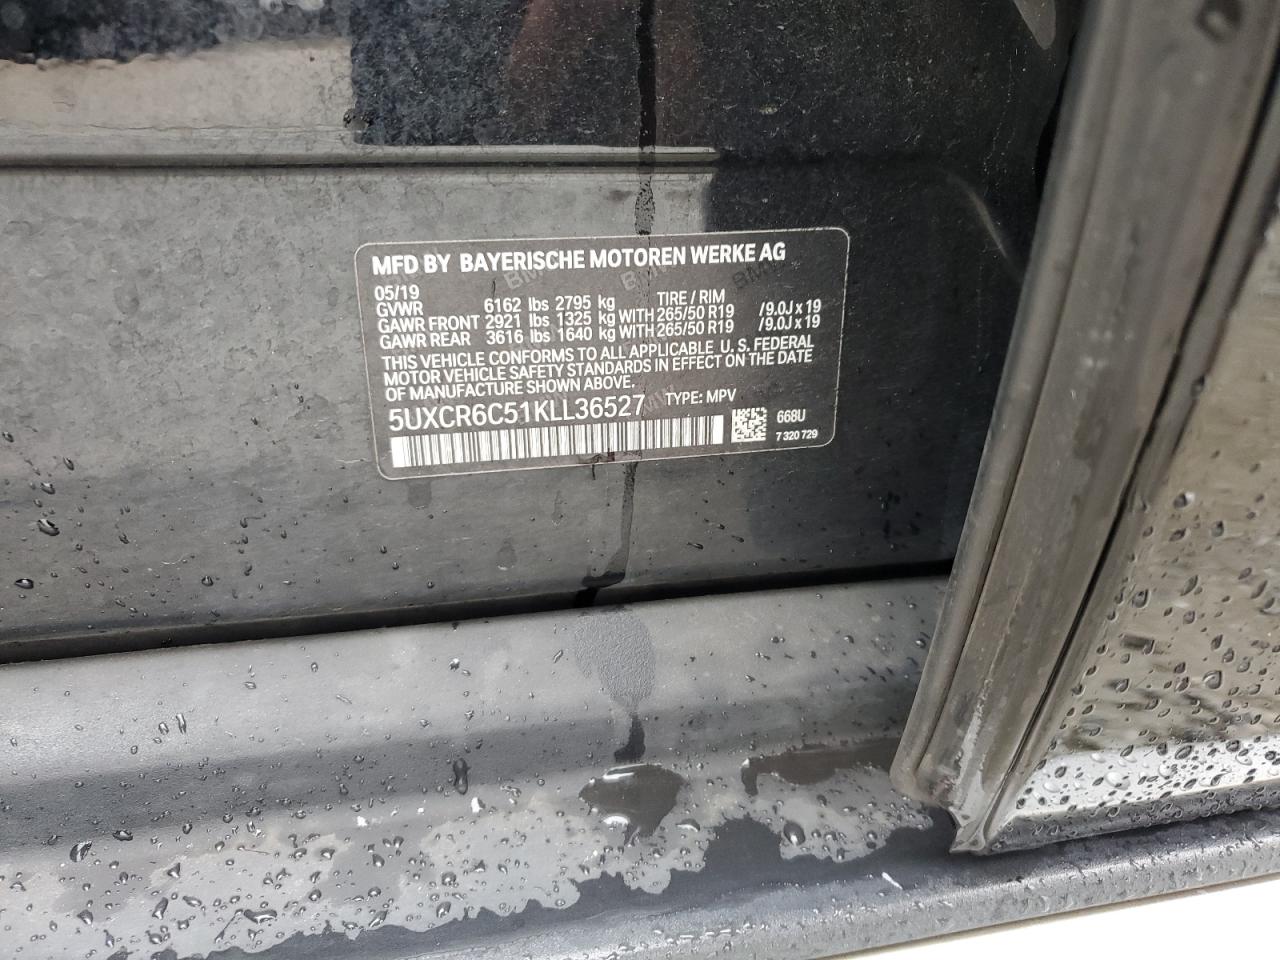 MFD BY BAYERISCHE MOTOREN WERKE AG
05/19 TIRE / RIM
GVWR 6162 lbs 2795 kg
GAWR FRONT 2921 lbs 1325 kg WITH 265/50 R19 /9.0J x 19
GAWR REAR 3616 lbs 1640 kg WITH 265/50 R19 /9.0J x 19
THIS VEHICLE CONFORMS TO ALL APPLICABLE U.S. FEDERAL
MOTOR VEHICLE SAFETY STANDARDS IN EFFECT ON THE DATE
OF MANUFACTURE SHOWN ABOVE.
5UXCR6C51KLL36527 TYPE: MPV
668U
7 320 729